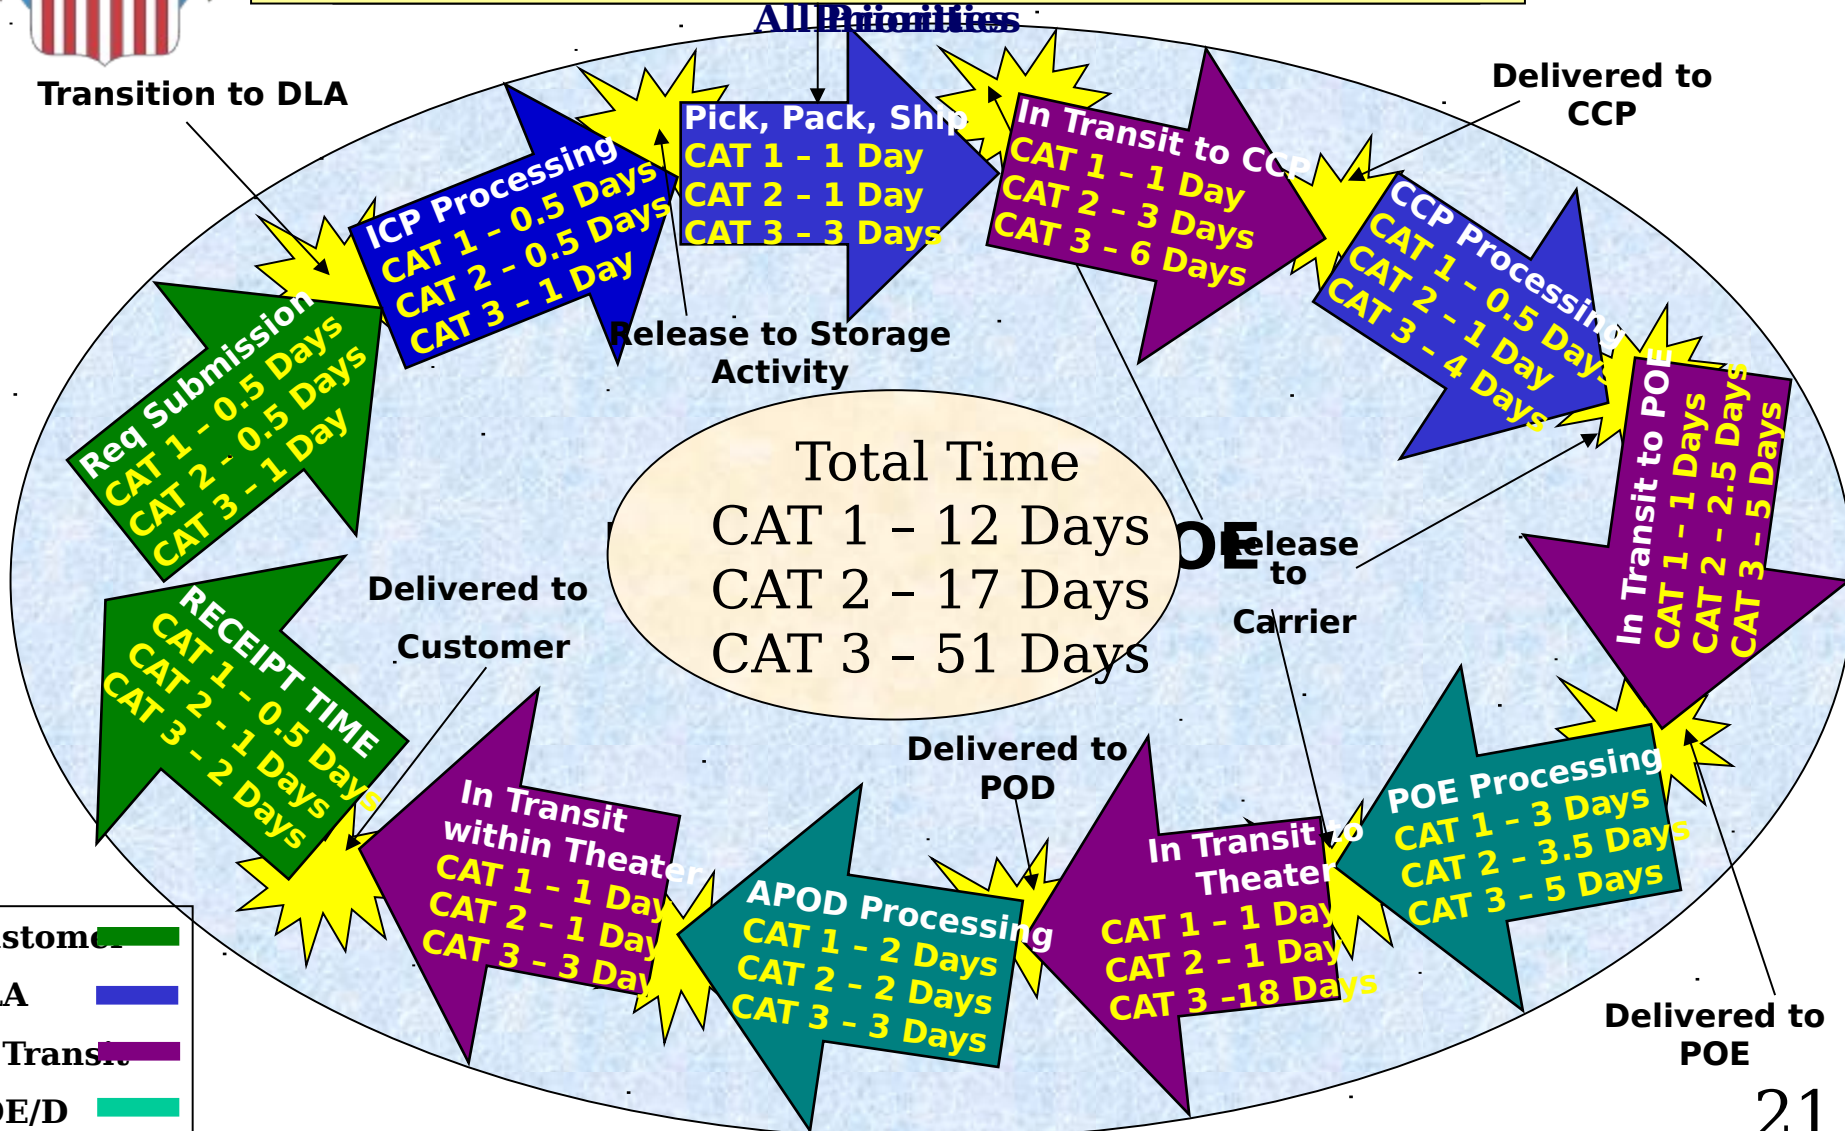 All Priorities
Transition to DLA
Delivered to
CCP
Req Submission
CAT 1 – 0.5 Days
CAT 2 – 0.5 Days
CAT 3 – 1 Day
ICP Processing
CAT 1 – 0.5 Days
CAT 2 – 0.5 Days
CAT 3 – 1 Day
Pick, Pack, Ship
CAT 1 – 1 Day
CAT 2 – 1 Day
CAT 3 – 3 Days
In Transit to CCP
CAT 1 – 1 Day
CAT 2 – 3 Days
CAT 3 – 6 Days
CCP Processing
CAT 1 – 0.5 Days
CAT 2 – 1 Day
CAT 3 – 4 Days
Release to Storage
Activity
In Transit to POE
CAT 1 – 1 Days
CAT 2 – 2.5 Days
CAT 3 – 5 Days
Total Time
CAT 1 – 12 Days
CAT 2 – 17 Days
CAT 3 – 51 Days
OE
Release
to
Carrier
Delivered to
Customer
RECEIPT TIME
CAT 1 – 0.5 Days
CAT 2 – 1 Days
CAT 3 – 2 Days
In Transit
within Theater
CAT 1 – 1 Day
CAT 2 – 1 Day
CAT 3 – 3 Day
Delivered to
POD
APOD Processing
CAT 1 – 2 Days
CAT 2 – 2 Days
CAT 3 – 3 Days
In Transit to
Theater
CAT 1 – 1 Day
CAT 2 – 1 Day
CAT 3 –18 Days
POE Processing
CAT 1 – 3 Days
CAT 2 – 3.5 Days
CAT 3 – 5 Days
Delivered to
POE
stomer
LA
Transit
OE/D
21